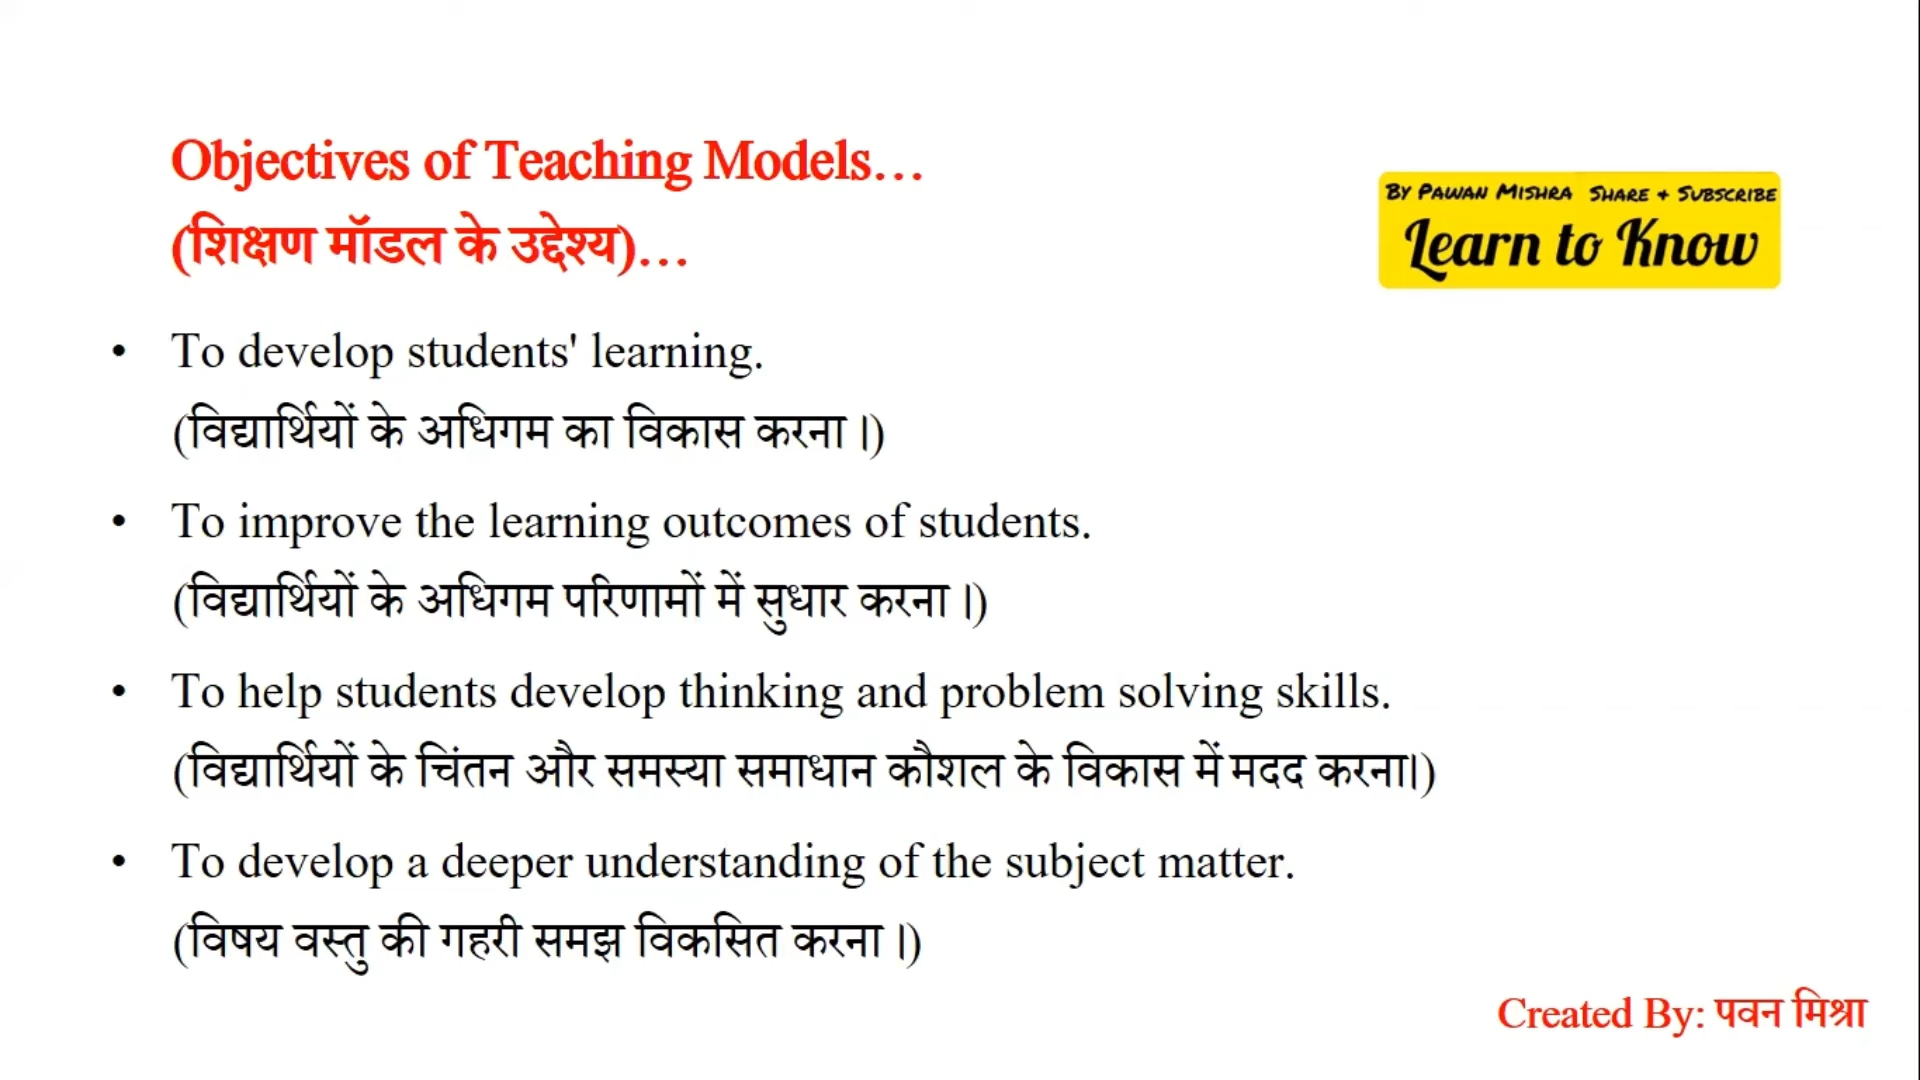 Objectives of Teaching Models…
(शिक्षण मॉडल के उद्देश्य)…
By Pawan Mishra Share + Subscribe
Learn to Know
• To develop students' learning.
(विद्यार्थियों के अधिगम का विकास करना।)
• To improve the learning outcomes of students.
(विद्यार्थियों के अधिगम परिणामों में सुधार करना।)
• To help students develop thinking and problem solving skills.
(विद्यार्थियों के चिंतन और समस्या समाधान कौशल के विकास में मदद करना।)
• To develop a deeper understanding of the subject matter.
(विषय वस्तु की गहरी समझ विकसित करना।)
Created By: पवन मिश्रा